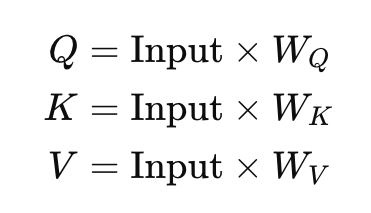 Q = Input × W_Q
K = Input × W_K
V = Input × W_V